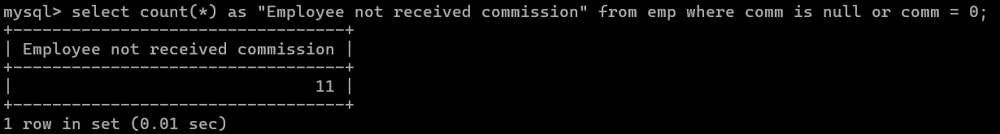 mysql> select count(*) as "Employee not received commission" from emp where comm is null or comm = 0;
+----------------------------------+
| Employee not received commission |
+----------------------------------+
|                               11 |
+----------------------------------+
1 row in set (0.01 sec)